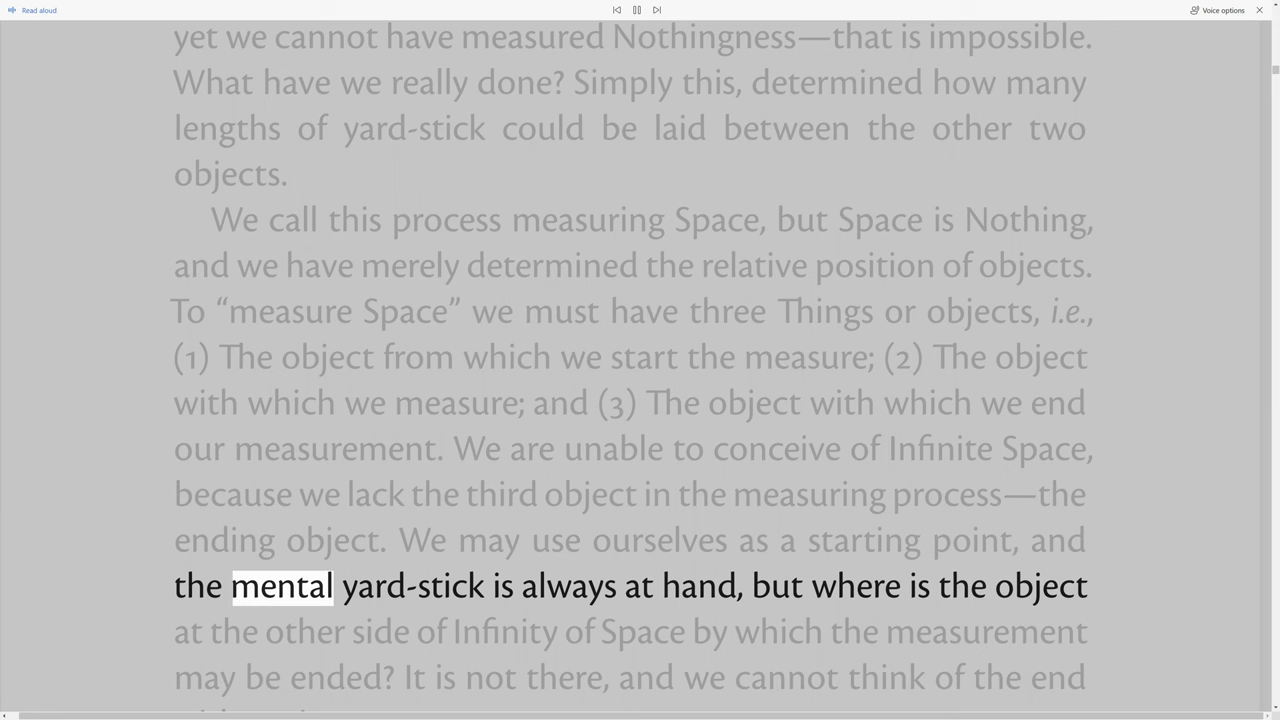 Read aloud
Voice options
yet we cannot have measured Nothingness—that is impossible.
What have we really done? Simply this, determined how many
lengths of yard-stick could be laid between the other two
objects.
We call this process measuring Space, but Space is Nothing,
and we have merely determined the relative position of objects.
To “measure Space” we must have three Things or objects, i.e.,
(1) The object from which we start the measure; (2) The object
with which we measure; and (3) The object with which we end
our measurement. We are unable to conceive of Infinite Space,
because we lack the third object in the measuring process—the
ending object. We may use ourselves as a starting point, and
the mental yard-stick is always at hand, but where is the object
at the other side of Infinity of Space by which the measurement
may be ended? It is not there, and we cannot think of the end